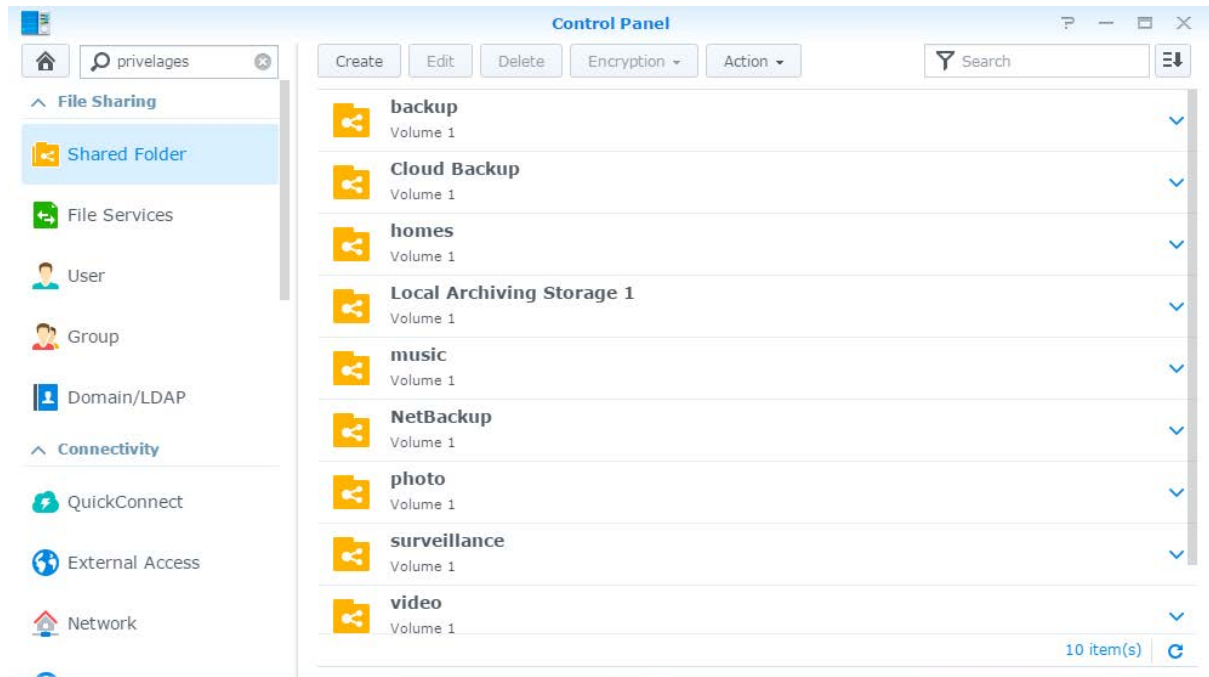 Control Panel
privelages
Create Edit Delete Encryption Action Search
File Sharing
Shared Folder
File Services
User
Group
Domain/LDAP
Connectivity
QuickConnect
External Access
Network
backup
Volume 1
Cloud Backup
Volume 1
homes
Volume 1
Local Archiving Storage 1
Volume 1
music
Volume 1
NetBackup
Volume 1
photo
Volume 1
surveillance
Volume 1
video
Volume 1
10 item(s)